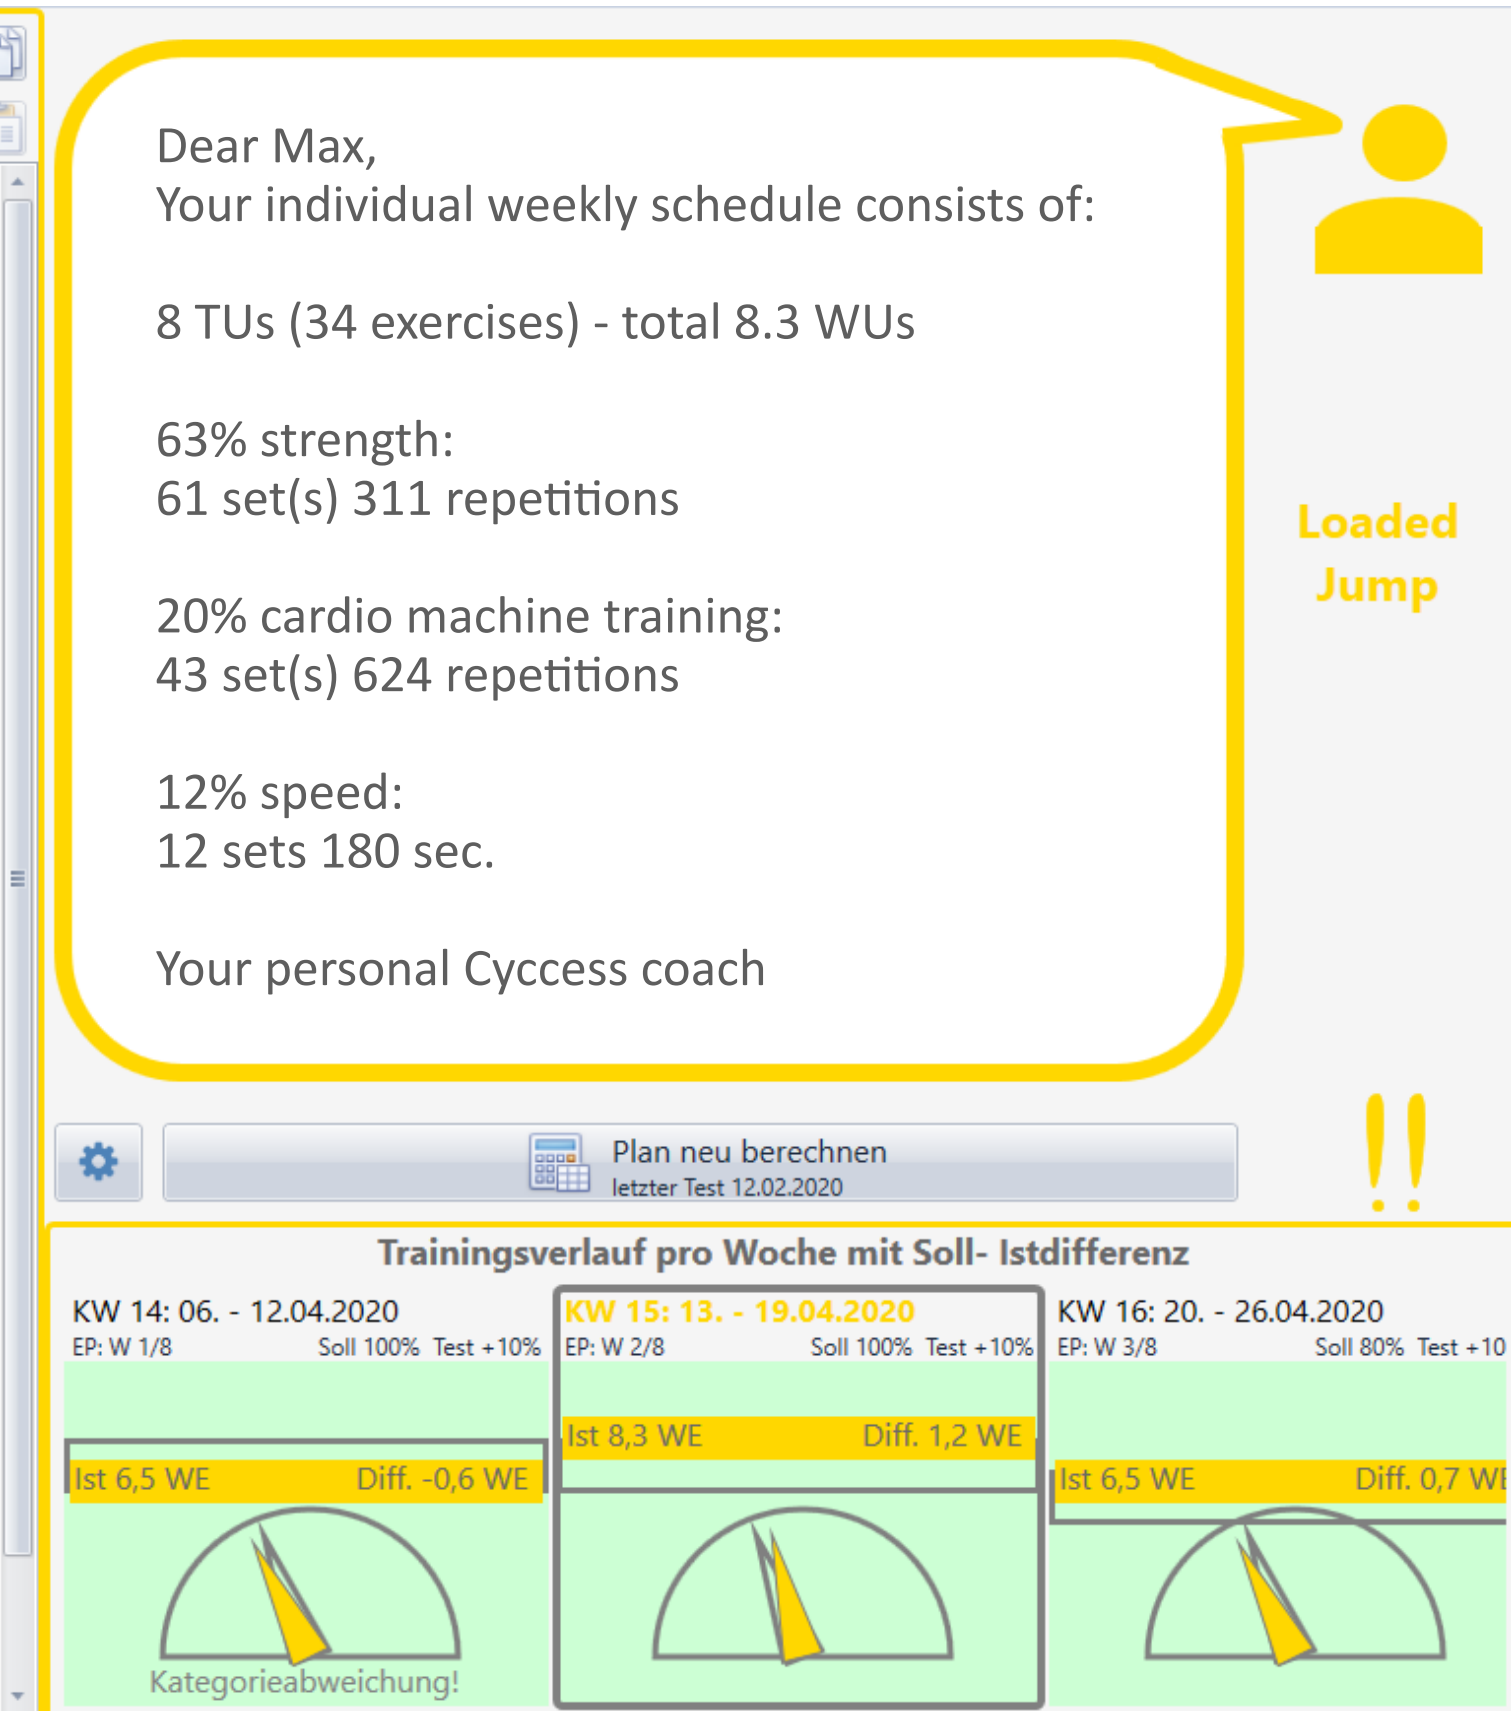 Dear Max,
Your individual weekly schedule consists of:
8 TUs (34 exercises) - total 8.3 WUs
63% strength:
61 set(s) 311 repetitions
20% cardio machine training:
43 set(s) 624 repetitions
12% speed:
12 sets 180 sec.
Your personal Cyccess coach
Loaded
Jump
!!
Plan neu berechnen
letzter Test 12.02.2020
Trainingsverlauf pro Woche mit Soll- Istdifferenz
KW 14: 06. - 12.04.2020
EP: W 1/8 Soll 100% Test +10%
Ist 6,5 WE Diff. -0,6 WE
Kategorieabweichung!
KW 15: 13. - 19.04.2020
EP: W 2/8 Soll 100% Test +10%
Ist 8,3 WE Diff. 1,2 WE
KW 16: 20. - 26.04.2020
EP: W 3/8 Soll 80% Test +10
Ist 6,5 WE Diff. 0,7 WE